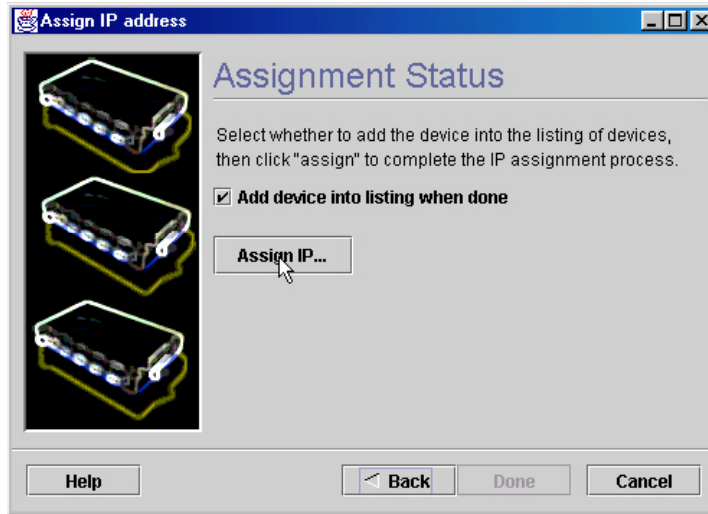 Assign IP address
Assignment Status
Select whether to add the device into the listing of devices,
then click "assign" to complete the IP assignment process.
Add device into listing when done
Assign IP...
Help
Back
Done
Cancel